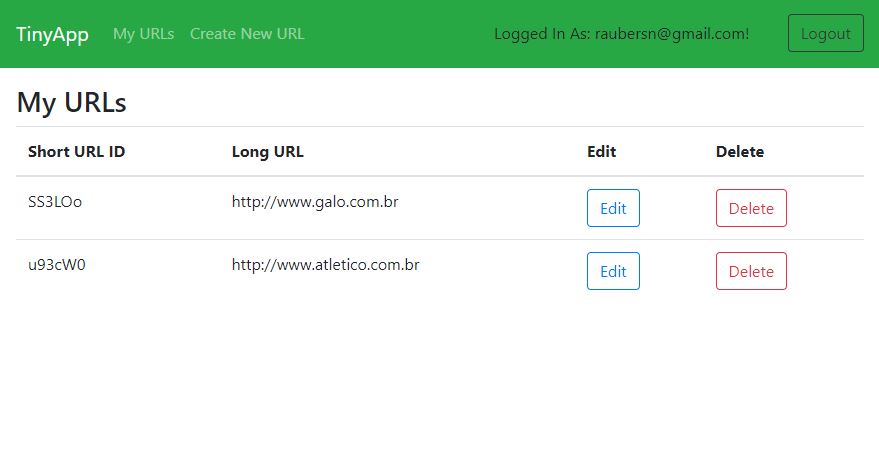 TinyApp My URLs Create New URL Logged In As: raubersn@gmail.com! Logout
My URLs
Short URL ID Long URL Edit Delete
SS3LOo http://www.galo.com.br Edit Delete
u93cW0 http://www.atletico.com.br Edit Delete